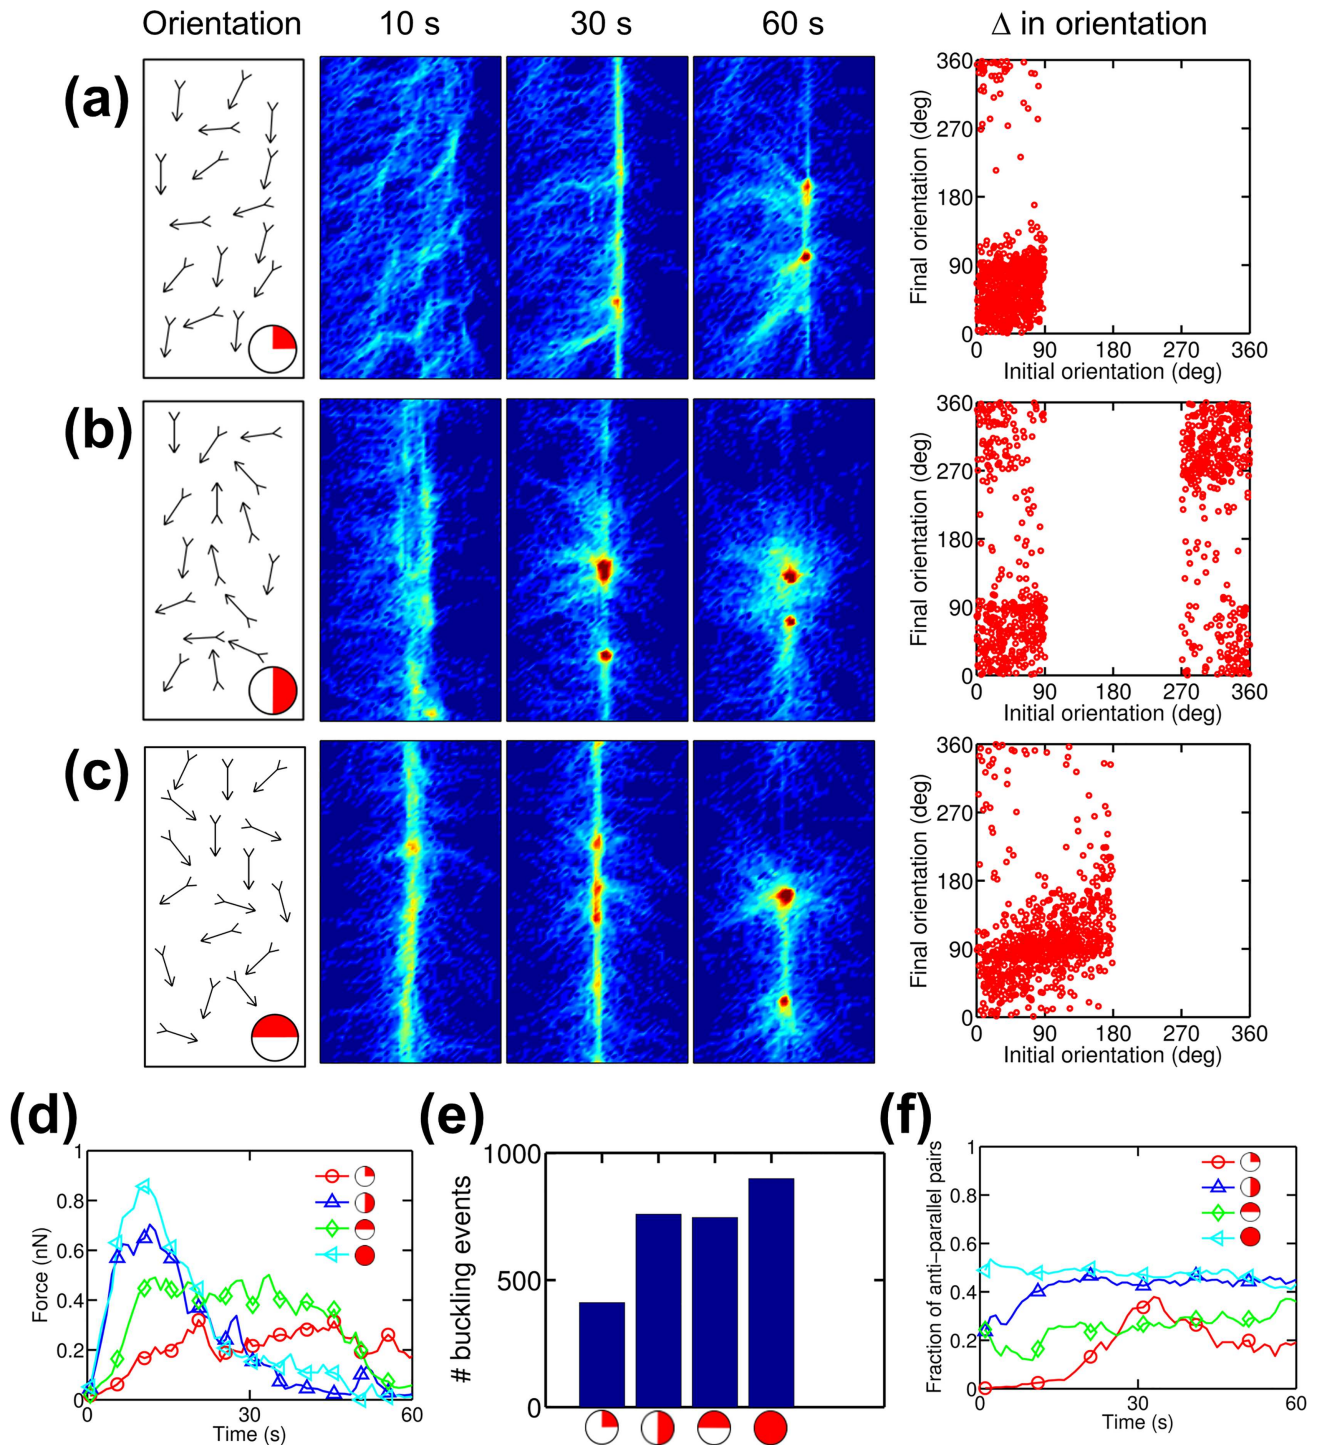 Orientation 10 s 30 s 60 s Δ in orientation
(a)
360
270
180
90
0
Final orientation (deg)
0 90 180 270 360
Initial orientation (deg)
(b)
360
270
180
90
0
Final orientation (deg)
0 90 180 270 360
Initial orientation (deg)
(c)
360
270
180
90
0
Final orientation (deg)
0 90 180 270 360
Initial orientation (deg)
(d)
1
0.8
0.6
0.4
0.2
0
Force (nN)
0 30 60
Time (s)
(e)
1000
500
0
# buckling events
(f)
1
0.8
0.6
0.4
0.2
0
Fraction of anti−parallel pairs
0 30 60
Time (s)